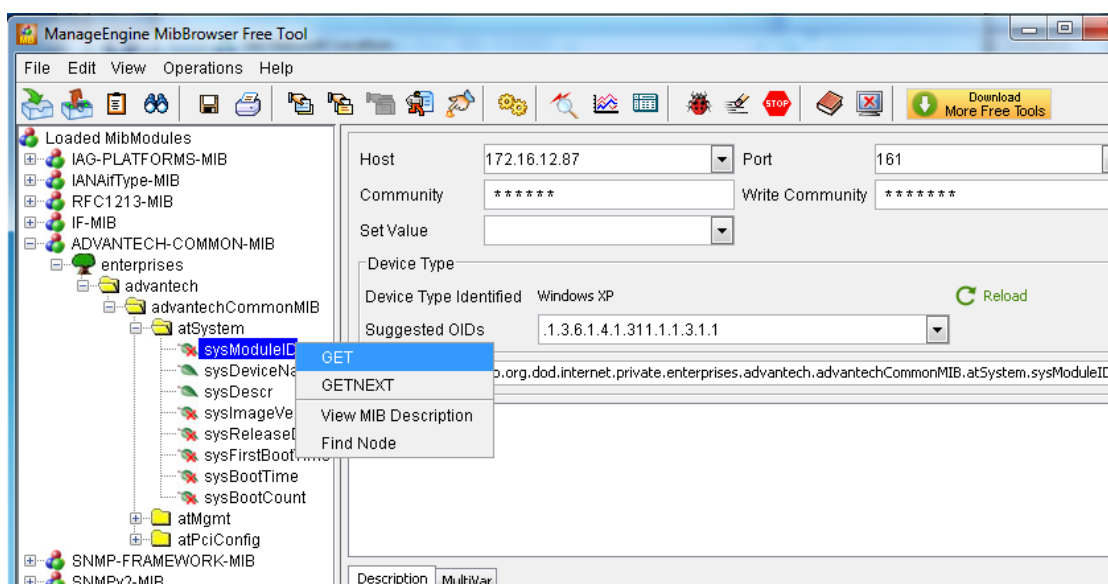 ManageEngine MibBrowser Free Tool
File Edit View Operations Help
STOP
Download
More Free Tools
Loaded MibModules
IAG-PLATFORMS-MIB
IANAifType-MIB
RFC1213-MIB
IF-MIB
ADVANTECH-COMMON-MIB
enterprises
advantech
advantechCommonMIB
atSystem
sysModuleID
sysDeviceNa
sysDescr
sysImageVe
sysReleaseD
sysFirstBootTime
sysBootTime
sysBootCount
atMgmt
atPciConfig
SNMP-FRAMEWORK-MIB
SNMPv2-MIB
GET
GETNEXT
View MIB Description
Find Node
Host 172.16.12.87 Port 161
Community ****** Write Community *******
Set Value
Device Type
Device Type Identified Windows XP Reload
Suggested OIDs .1.3.6.1.4.1.311.1.1.3.1.1
o.org.dod.internet.private.enterprises.advantech.advantechCommonMIB.atSystem.sysModuleID
Description MultiVar